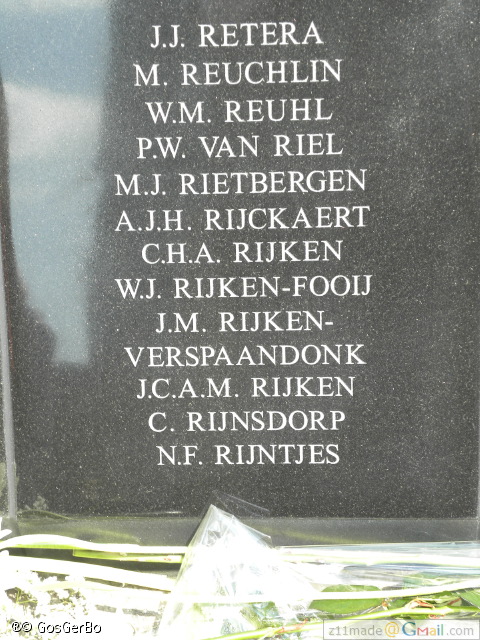 J.J. RETERA
M. REUCHLIN
W.M. REUHL
P.W. VAN RIEL
M.J. RIETBERGEN
A.J.H. RIJCKAERT
C.H.A. RIJKEN
W.J. RIJKEN-FOOIJ
J.M. RIJKEN-
VERSPAANDONK
J.C.A.M. RIJKEN
C. RIJNSDORP
N.F. RIJNTJES
®© GosGerBo
z11made@Gmail.com